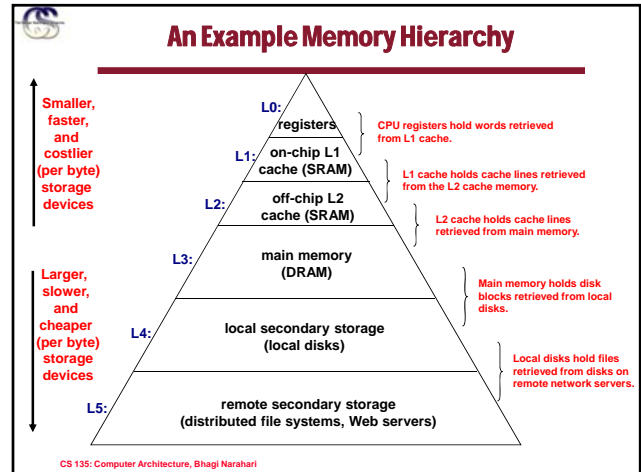 An Example Memory Hierarchy
Smaller,
faster,
and
costlier
(per byte)
storage
devices
Larger,
slower,
and
cheaper
(per byte)
storage
devices
L0:
registers
CPU registers hold words retrieved
from L1 cache.
L1:
on-chip L1
cache (SRAM)
L1 cache holds cache lines retrieved
from the L2 cache memory.
L2:
off-chip L2
cache (SRAM)
L2 cache holds cache lines
retrieved from main memory.
L3:
main memory
(DRAM)
Main memory holds disk
blocks retrieved from local
disks.
L4:
local secondary storage
(local disks)
Local disks hold files
retrieved from disks on
remote network servers.
L5:
remote secondary storage
(distributed file systems, Web servers)
CS 135: Computer Architecture, Bhagi Narahari